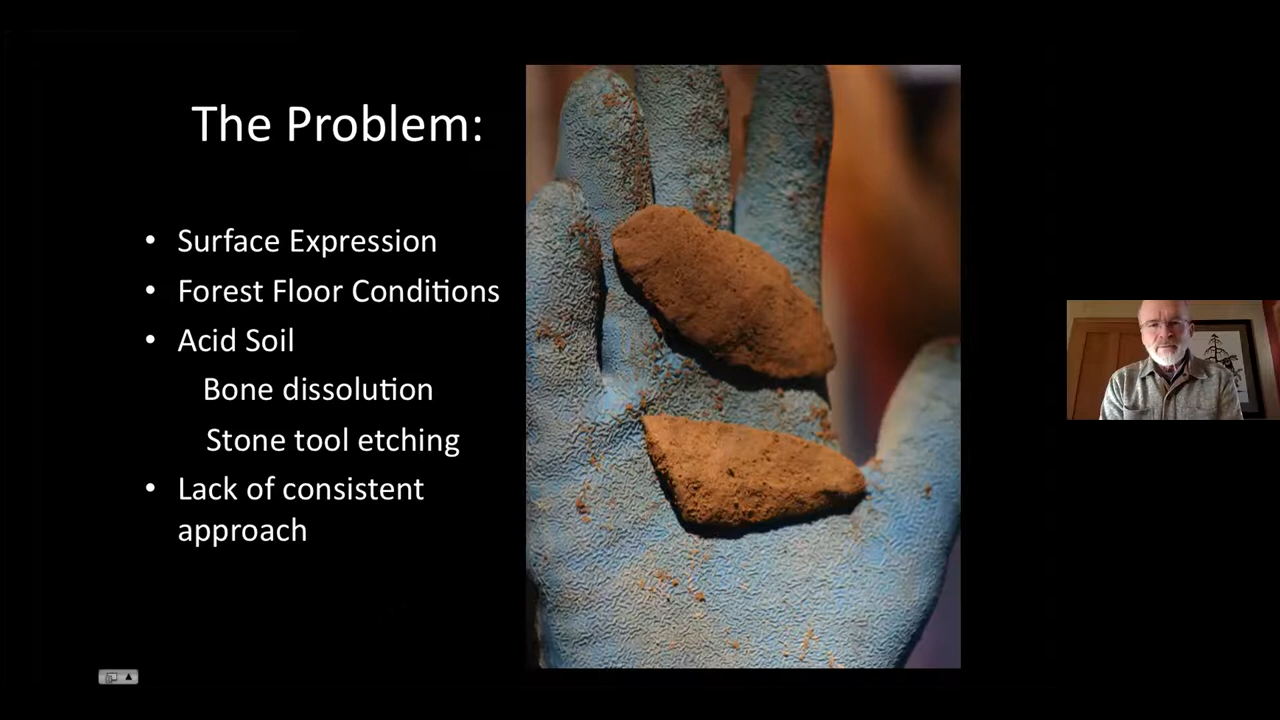 The Problem:
• Surface Expression
• Forest Floor Conditions
• Acid Soil
Bone dissolution
Stone tool etching
• Lack of consistent
approach